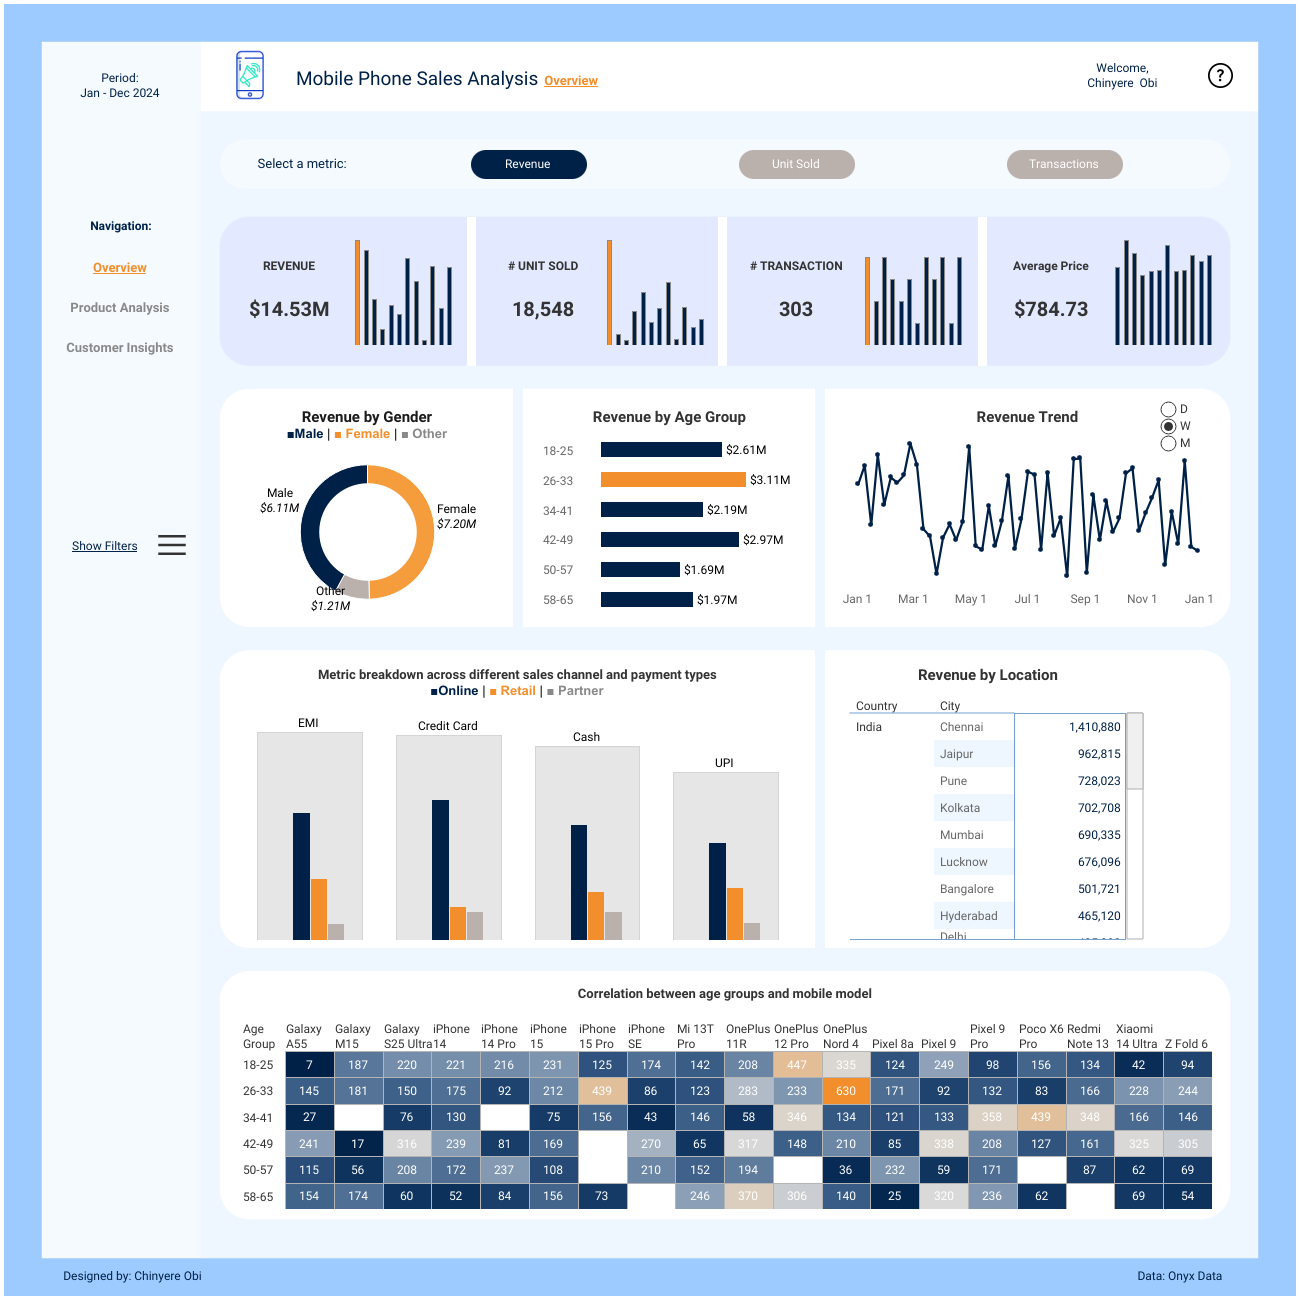 Period:
Jan - Dec 2024
Mobile Phone Sales Analysis Overview
Welcome,
Chinyere Obi
?
Select a metric:
Revenue
Unit Sold
Transactions
Navigation:
Overview
Product Analysis
Customer Insights
Show Filters
REVENUE
$14.53M
# UNIT SOLD
18,548
# TRANSACTION
303
Average Price
$784.73
Revenue by Gender
■Male | ■ Female | ■ Other
Male
$6.11M
Female
$7.20M
Other
$1.21M
Revenue by Age Group
18-25 $2.61M
26-33 $3.11M
34-41 $2.19M
42-49 $2.97M
50-57 $1.69M
58-65 $1.97M
Revenue Trend
D
W
M
Jan 1 Mar 1 May 1 Jul 1 Sep 1 Nov 1 Jan 1
Metric breakdown across different sales channel and payment types
■Online | ■ Retail | ■ Partner
EMI
Credit Card
Cash
UPI
Revenue by Location
Country City
India Chennai 1,410,880
Jaipur 962,815
Pune 728,023
Kolkata 702,708
Mumbai 690,335
Lucknow 676,096
Bangalore 501,721
Hyderabad 465,120
Delhi
Correlation between age groups and mobile model
Age Group Galaxy A55 Galaxy M15 Galaxy S25 Ultra iPhone 14 iPhone 14 Pro iPhone 15 iPhone 15 Pro iPhone SE Mi 13T Pro OnePlus 11R OnePlus 12 Pro OnePlus Nord 4 Pixel 8a Pixel 9 Pixel 9 Pro Poco X6 Pro Redmi Note 13 Xiaomi 14 Ultra Z Fold 6
18-25 7 187 220 221 216 231 125 174 142 208 447 335 124 249 98 156 134 42 94
26-33 145 181 150 175 92 212 439 86 123 283 233 630 171 92 132 83 166 228 244
34-41 27 76 130 75 156 43 146 58 346 134 121 133 358 439 348 166 146
42-49 241 17 316 239 81 169 270 65 317 148 210 85 338 208 127 161 325 305
50-57 115 56 208 172 237 108 210 152 194 36 232 59 171 87 62 69
58-65 154 174 60 52 84 156 73 246 370 306 140 25 320 236 62 69 54
Designed by: Chinyere Obi
Data: Onyx Data